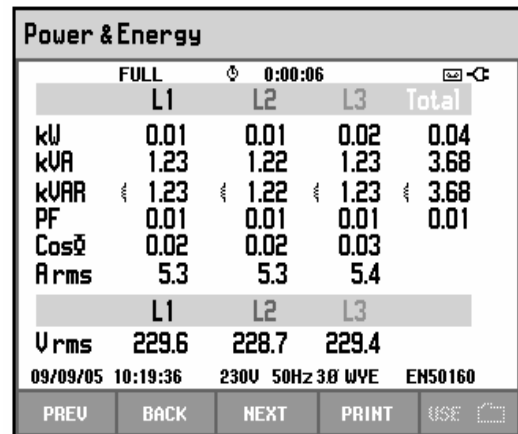 Power & Energy
FULL 0:00:06
L1 L2 L3 Total
kW 0.01 0.01 0.02 0.04
kVA 1.23 1.22 1.23 3.68
kVAR 1.23 1.22 1.23 3.68
PF 0.01 0.01 0.01 0.01
CosΦ 0.02 0.02 0.03
A rms 5.3 5.3 5.4
L1 L2 L3
V rms 229.6 228.7 229.4
09/09/05 10:19:36 230V 50Hz 3Ø WYE EN50160
PREV BACK NEXT PRINT USE